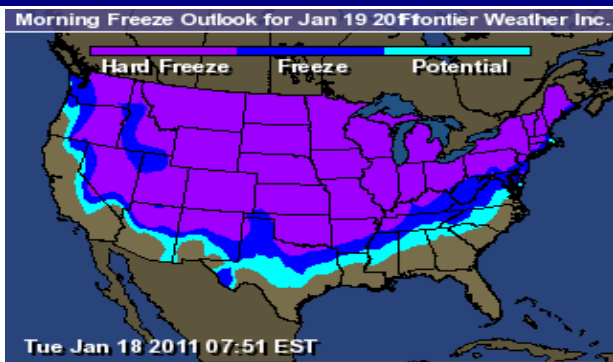 Morning Freeze Outlook for Jan 19 201 Frontier Weather Inc.
Hard Freeze Freeze Potential
Tue Jan 18 2011 07:51 EST